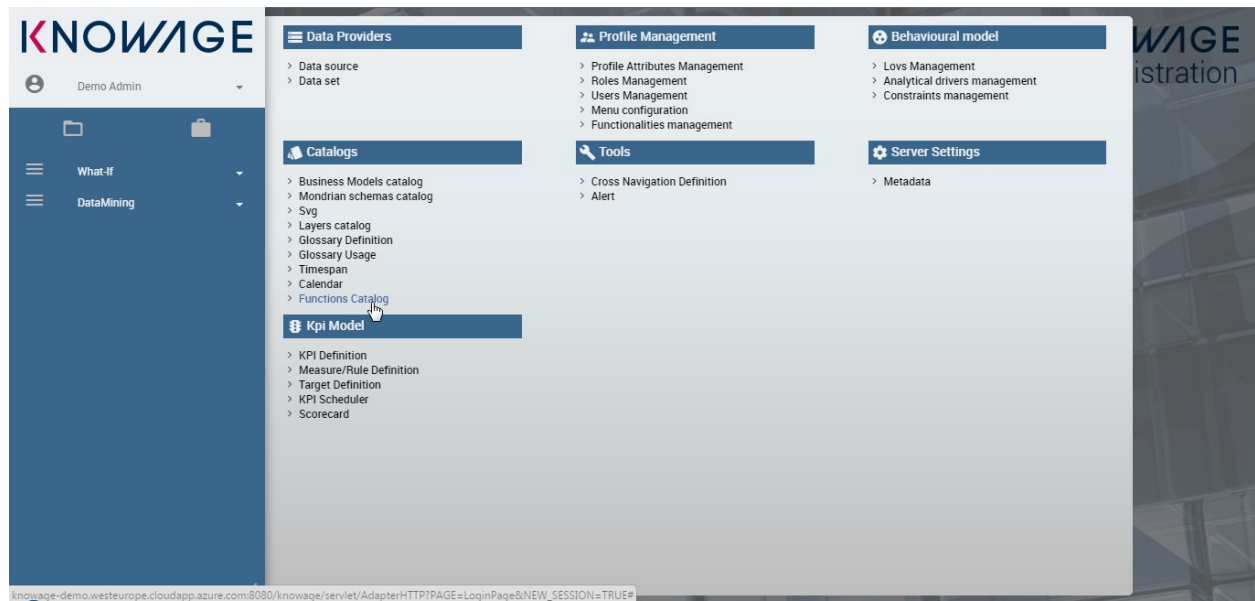 KNOWAGE
Demo Admin
What-If
DataMining
Data Providers
> Data source
> Data set
Profile Management
> Profile Attributes Management
> Roles Management
> Users Management
> Menu configuration
> Functionalities management
Behavioural model
> Lovs Management
> Analytical drivers management
> Constraints management
Catalogs
> Business Models catalog
> Mondrian schemas catalog
> Svg
> Layers catalog
> Glossary Definition
> Glossary Usage
> Timespan
> Calendar
> Functions Catalog
Tools
> Cross Navigation Definition
> Alert
Server Settings
> Metadata
Kpi Model
> KPI Definition
> Measure/Rule Definition
> Target Definition
> KPI Scheduler
> Scorecard
WAGE
istration
knowage-demo.westeurope.cloudapp.azure.com:8080/knowage/servlet/AdapterHTTP?PAGE=LoginPage&NEW_SESSION=TRUE#